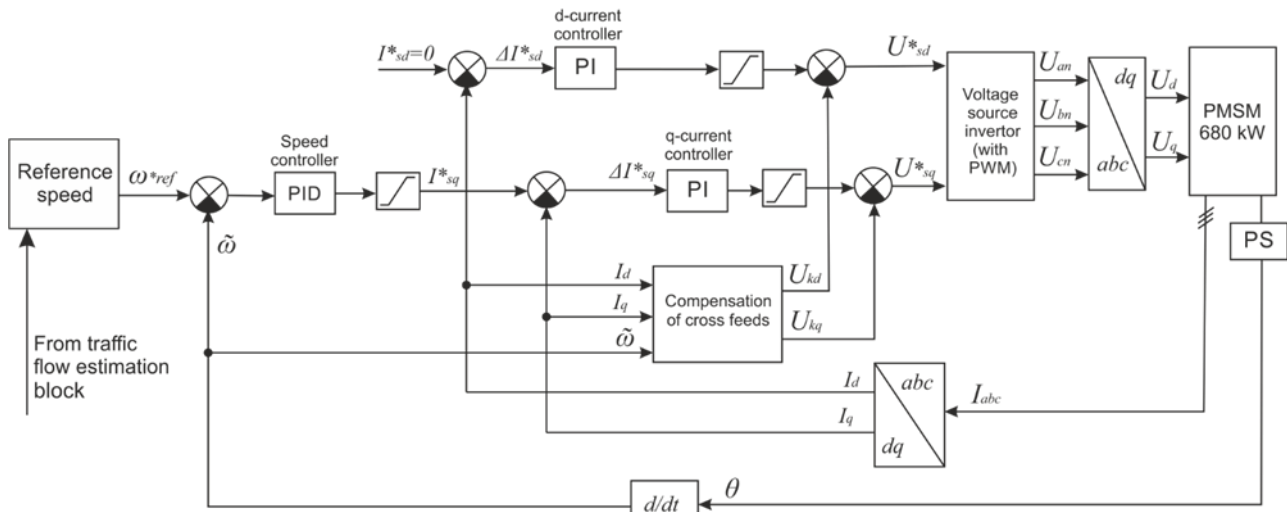 d-current
controller
I*sd=0
ΔI*sd
PI
U*sd
Voltage
source
invertor
(with
PWM)
Uan
Ubn
Ucn
dq
abc
Ud
Uq
PMSM
680 kW
PS
Reference
speed
ω*ref
Speed
controller
PID
I*sq
q-current
controller
ΔI*sq
PI
U*sq
ω̃
Id
Iq
ω̃
Compensation
of cross feeds
Ukd
Ukq
From traffic
flow estimation
block
Id
Iq
abc
dq
Iabc
d/dt
θ